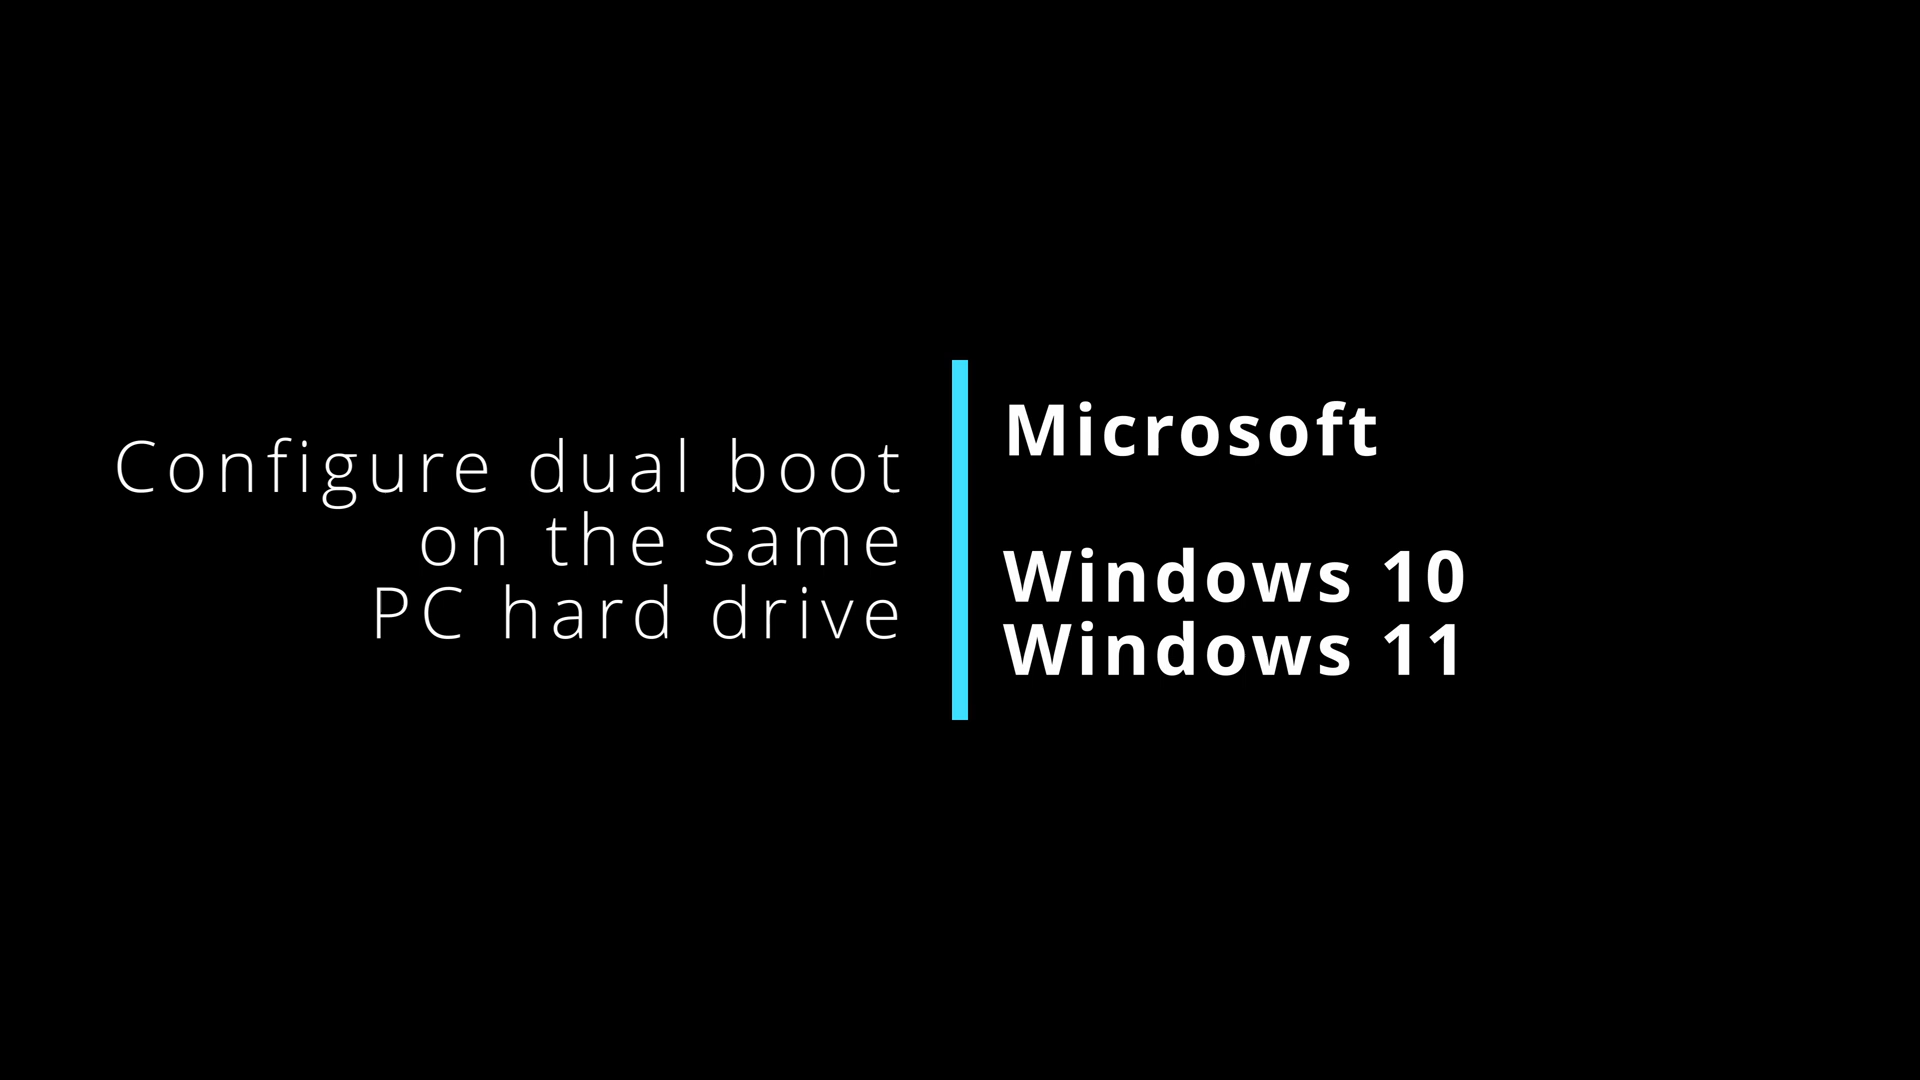 Configure dual boot
on the same
PC hard drive
Microsoft
Windows 10
Windows 11